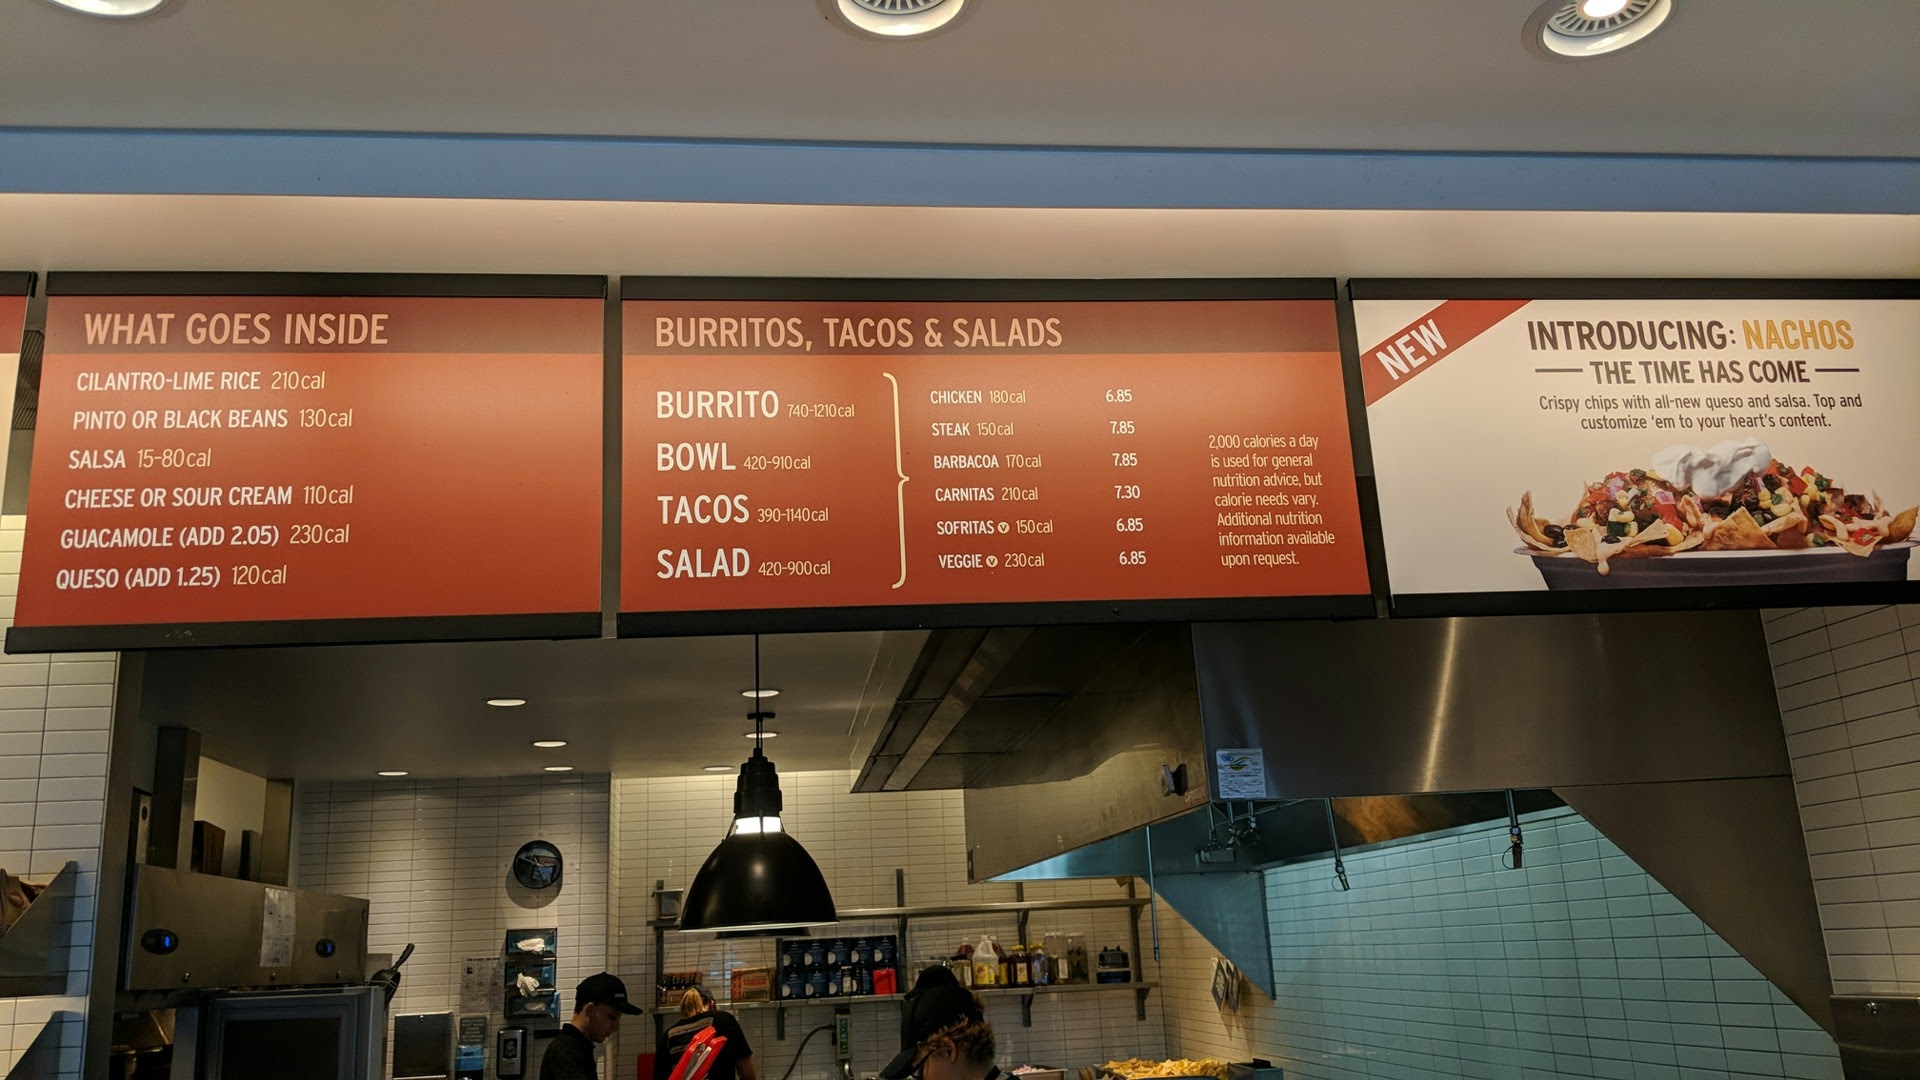 WHAT GOES INSIDE
CILANTRO-LIME RICE 210cal
PINTO OR BLACK BEANS 130cal
SALSA 15-80cal
CHEESE OR SOUR CREAM 110cal
GUACAMOLE (ADD 2.05) 230cal
QUESO (ADD 1.25) 120cal
BURRITOS, TACOS & SALADS
BURRITO 740-1210cal
BOWL 420-910cal
TACOS 390-1140cal
SALAD 420-900cal
CHICKEN 180cal 6.85
STEAK 150cal 7.85
BARBACOA 170cal 7.85
CARNITAS 210cal 7.30
SOFRITAS V 150cal 6.85
VEGGIE V 230cal 6.85
2,000 calories a day
is used for general
nutrition advice, but
calorie needs vary.
Additional nutrition
information available
upon request.
NEW
INTRODUCING: NACHOS
THE TIME HAS COME
Crispy chips with all-new queso and salsa. Top and
customize 'em to your heart's content.